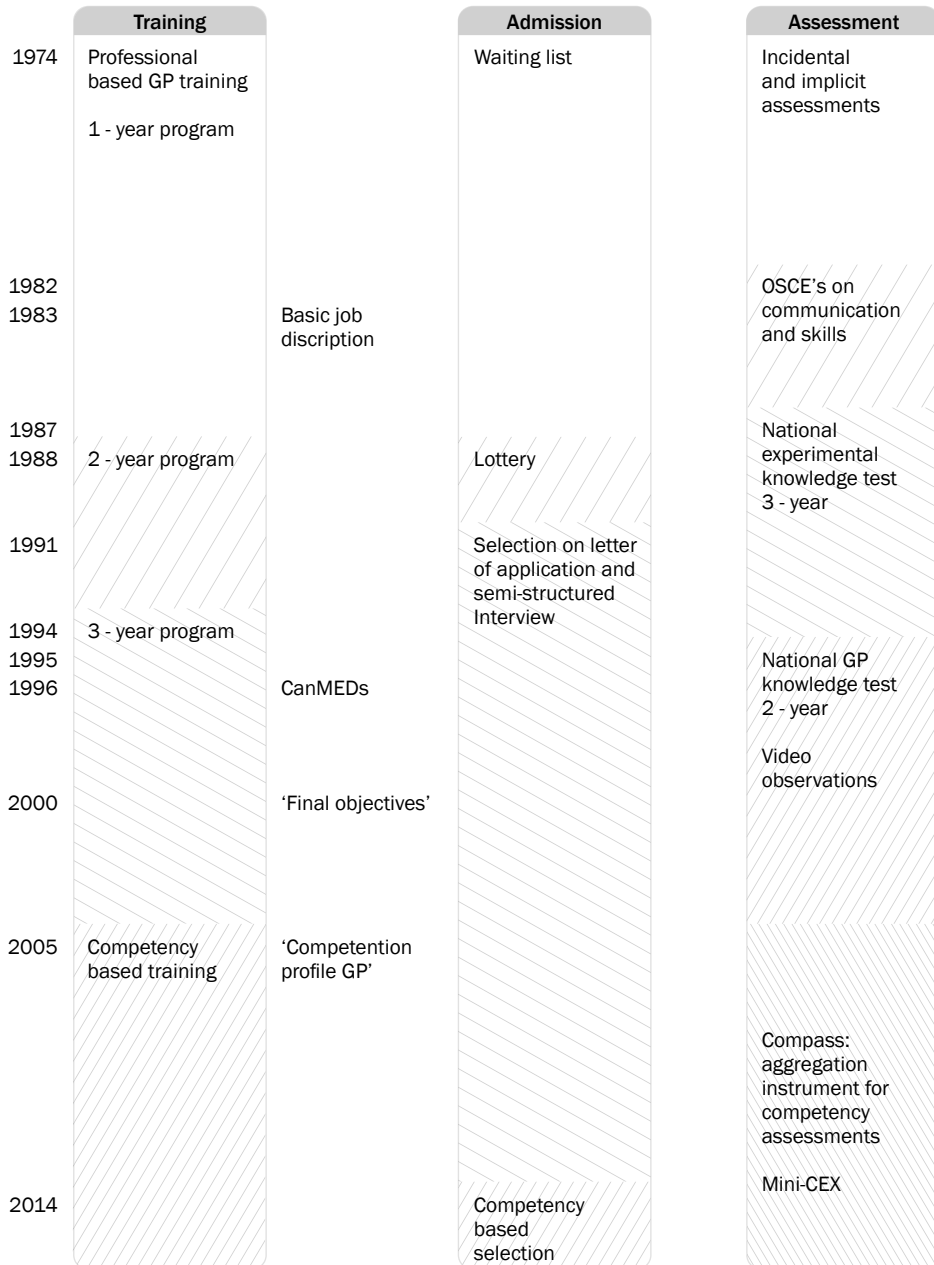 Training Admission Assessment
1974 Professional Waiting list Incidental
based GP training and implicit
assessments
1 - year program
1982 OSCE's on
1983 Basic job communication
discription and skills
1987 National
1988 2 - year program Lottery experimental
knowledge test
3 - year
1991 Selection on letter
of application and
semi-structured
Interview
1994 3 - year program
1995 National GP
1996 CanMEDs knowledge test
2 - year
Video
observations
2000 ‘Final objectives’
2005 Competency ‘Competention
based training profile GP’
Compass:
aggregation
instrument for
competency
assessments
Mini-CEX
2014 Competency
based
selection